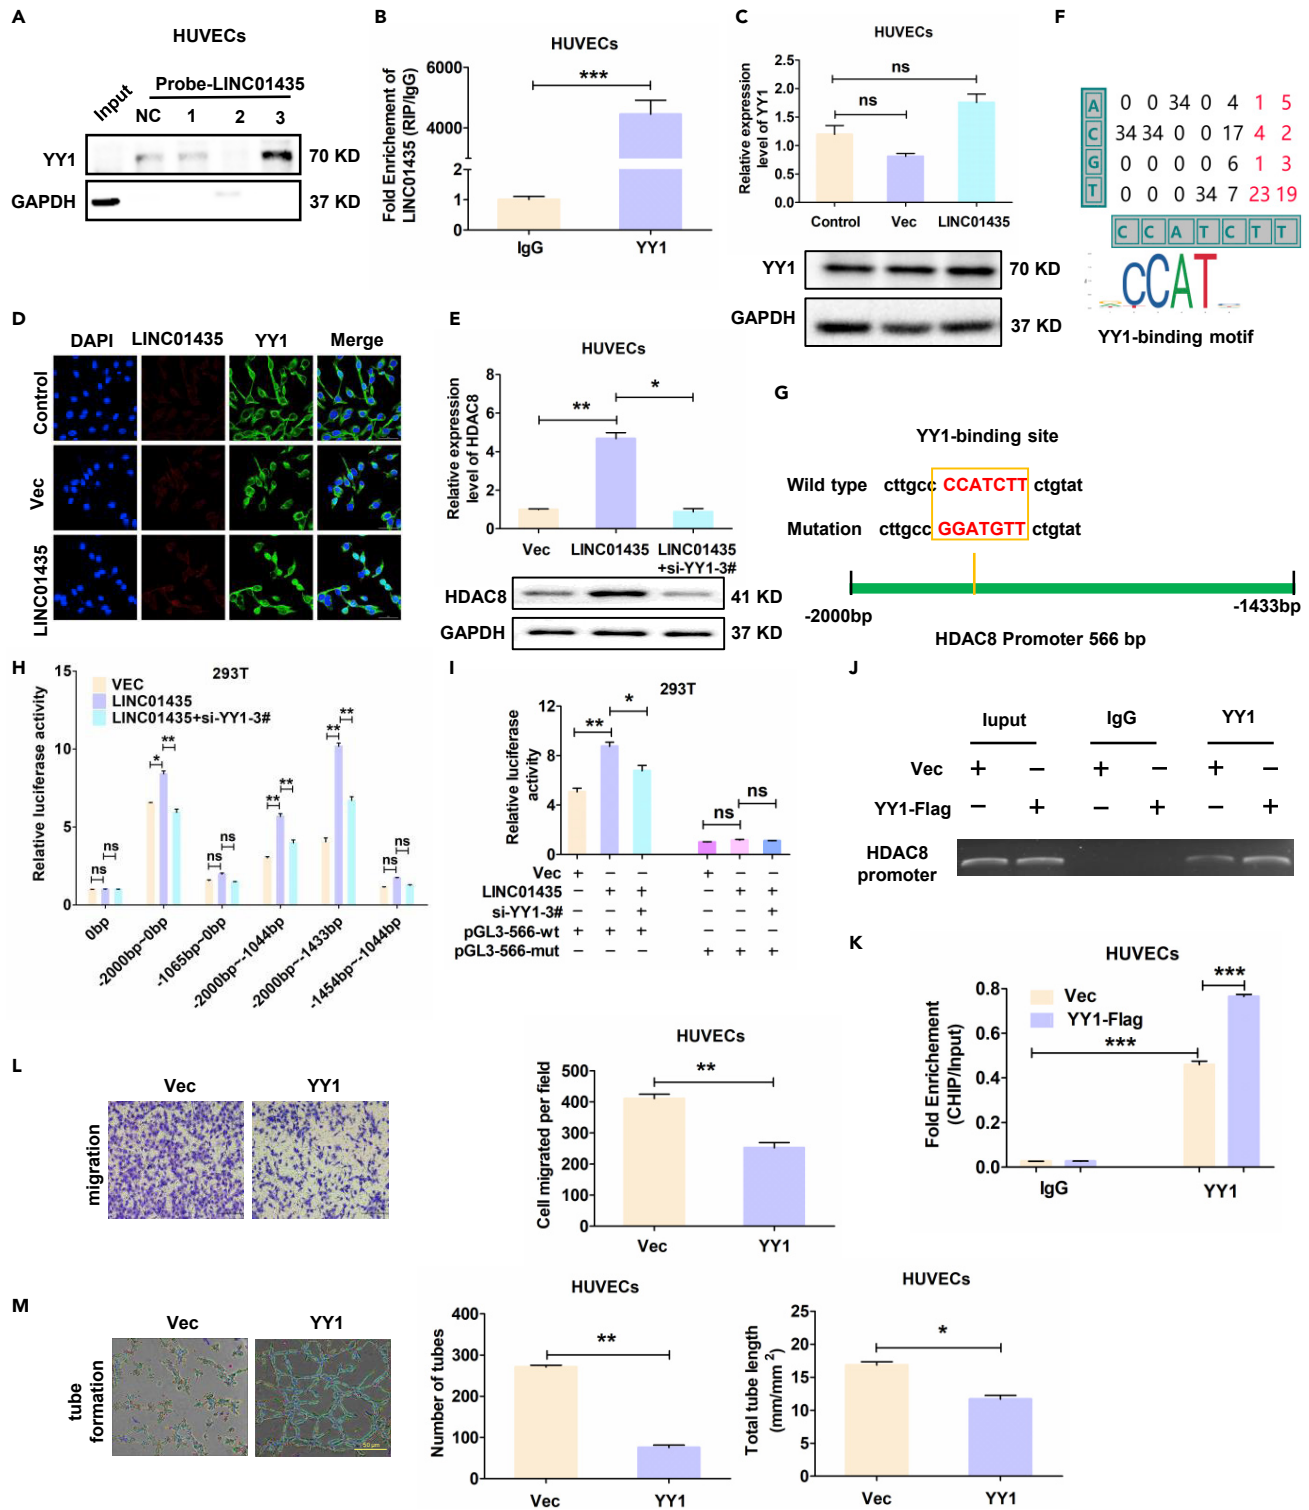 A
HUVECs
Input
Probe-LINC01435
NC 1 2 3
YY1 70 KD
GAPDH 37 KD
B
HUVECs
***
Fold Enrichement of
LINC01435 (RIP/IgG)
6000
4000
2
1
0
IgG YY1
C
HUVECs
ns
ns
Relative expression
level of YY1
2.5
2.0
1.5
1.0
0.5
0.0
Control Vec LINC01435
YY1 70 KD
GAPDH 37 KD
F
A 0 0 34 0 4 1 5
C 34 34 0 0 17 4 2
G 0 0 0 0 6 1 3
T 0 0 0 34 7 23 19
C C A T C T T
CCAT
YY1-binding motif
D
DAPI LINC01435 YY1 Merge
Control
Vec
LINC01435
E
HUVECs
** *
Relative expression
level of HDAC8
8
6
4
2
0
Vec LINC01435 LINC01435
+si-YY1-3#
HDAC8 41 KD
GAPDH 37 KD
G
YY1-binding site
Wild type cttgcc CCATCTT ctgtat
Mutation cttgcc GGATGTT ctgtat
-2000bp -1433bp
HDAC8 Promoter 566 bp
H
293T
VEC
LINC01435
LINC01435+si-YY1-3#
Relative luciferase activity
15
10
5
0
ns ns
* **
ns ns
** **
** **
ns ns
0bp
-2000bp~0bp
-1065bp~0bp
-2000bp~-1044bp
-2000bp~-1433bp
-1454bp~-1044bp
I
293T
** *
ns ns
Relative luciferase
activity
12
8
4
0
Vec + − − + − −
LINC01435 − + + − + +
si-YY1-3# − − + − − +
pGL3-566-wt + + + − − −
pGL3-566-mut − − − + + +
J
Iuput IgG YY1
Vec + − + − + −
YY1-Flag − + − + − +
HDAC8
promoter
K
HUVECs
Vec
YY1-Flag
***
***
Fold Enrichement
(CHIP/Input)
0.8
0.6
0.4
0.2
0.0
IgG YY1
L
Vec YY1
migration
HUVECs
**
Cell migrated per field
500
400
300
200
100
0
Vec YY1
M
Vec YY1
tube
formation
50 μm
HUVECs
**
Number of tubes
400
300
200
100
0
Vec YY1
HUVECs
*
Total tube length
(mm/mm²)
25
20
15
10
5
0
Vec YY1